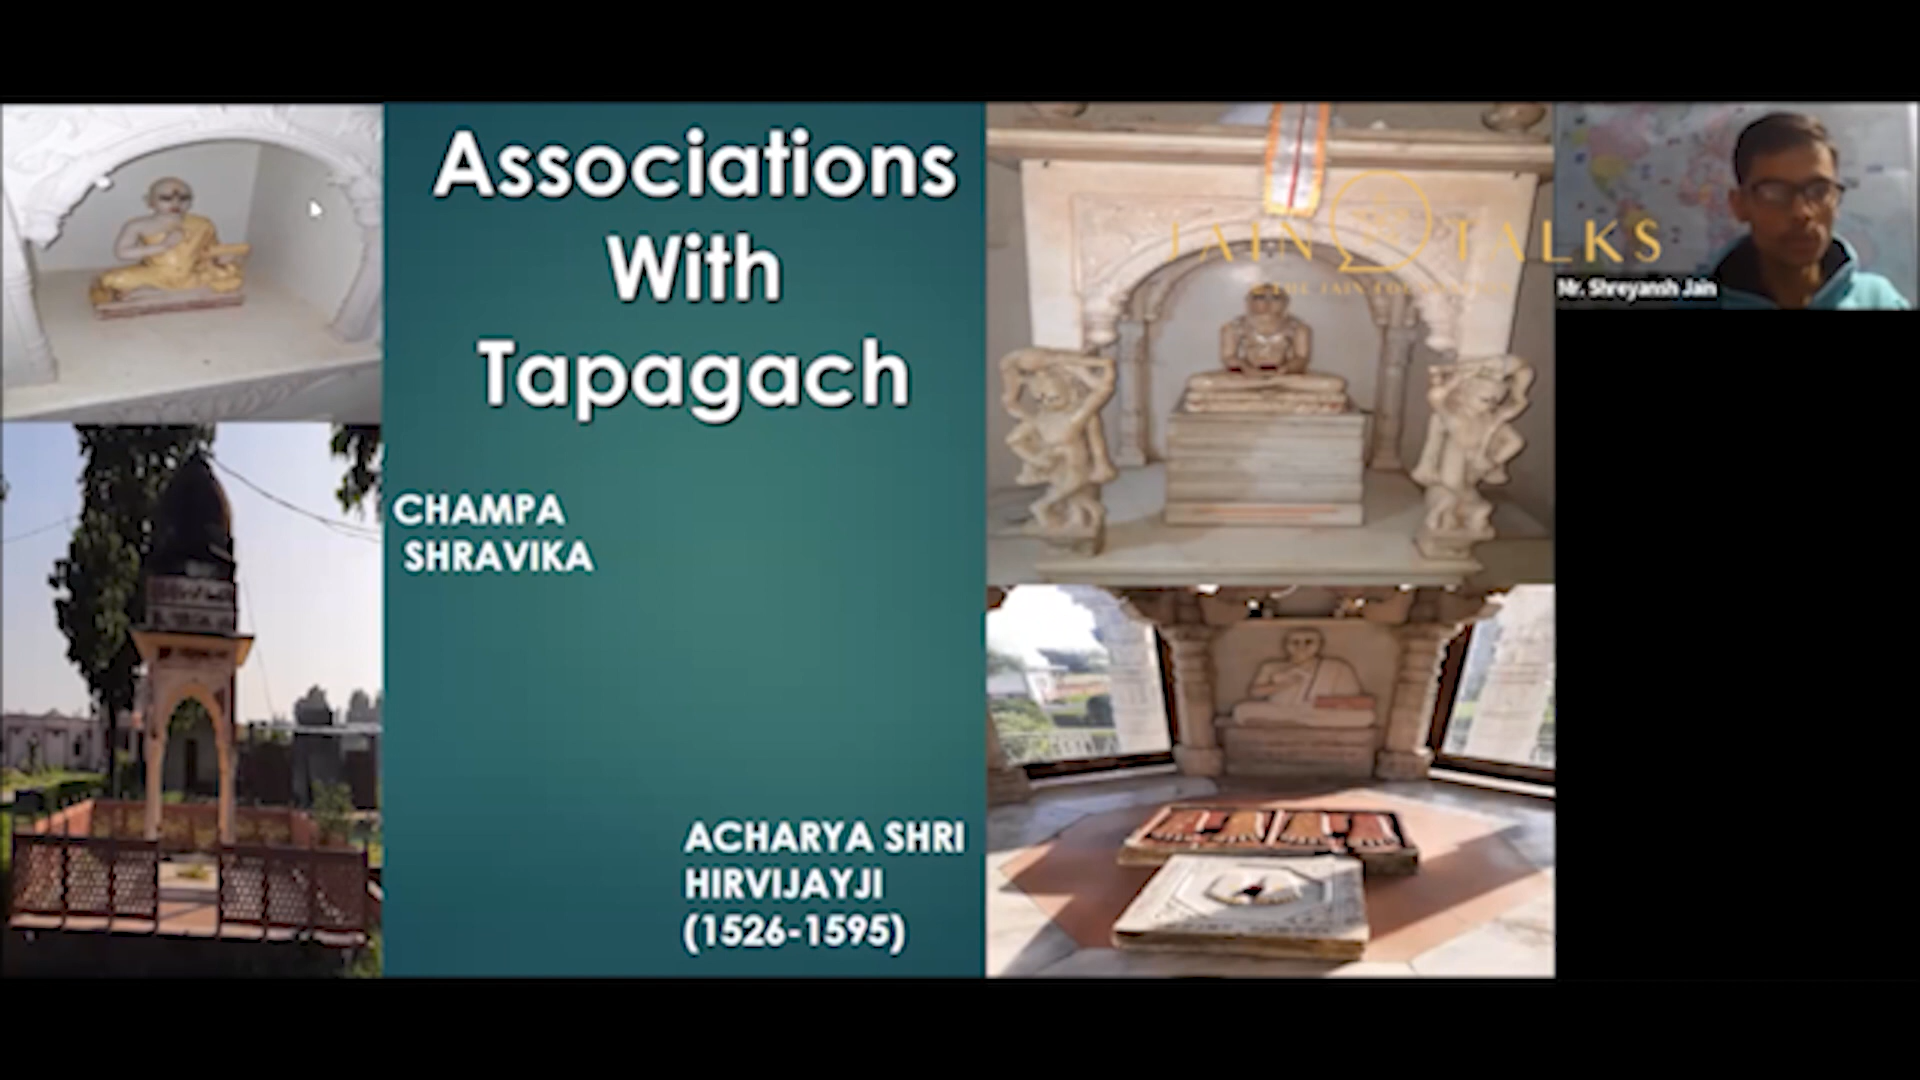 Associations
With
Tapagach
CHAMPA
SHRAVIKA
ACHARYA SHRI
HIRVIJAYJI
(1526-1595)
JAIN TALKS
Mr. Shreyansh Jain